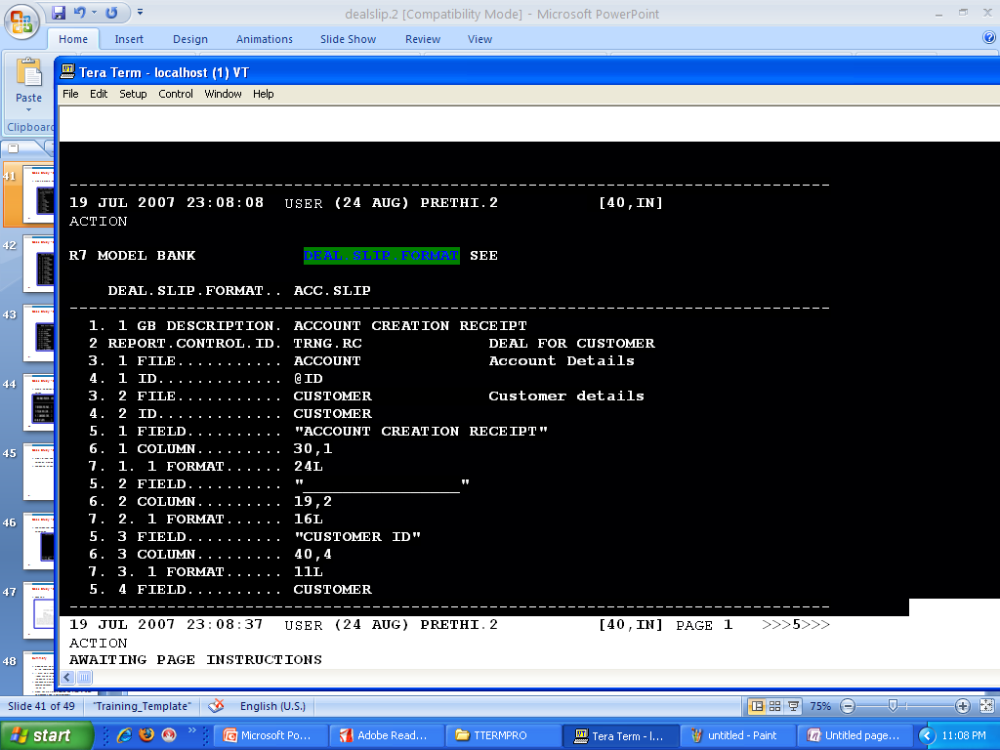 dealslip.2 [Compatibility Mode] - Microsoft PowerPoint
Home Insert Design Animations Slide Show Review View
Paste
Clipboard
Tera Term - localhost (1) VT
File Edit Setup Control Window Help
--------------------------------------------------------------------------------
19 JUL 2007 23:08:08 USER (24 AUG) PRETHI.2 [40,IN]
ACTION
R7 MODEL BANK DEAL.SLIP.FORMAT SEE
DEAL.SLIP.FORMAT.. ACC.SLIP
--------------------------------------------------------------------------------
1. 1 GB DESCRIPTION. ACCOUNT CREATION RECEIPT
2 REPORT.CONTROL.ID. TRNG.RC DEAL FOR CUSTOMER
3. 1 FILE........... ACCOUNT Account Details
4. 1 ID............. @ID
3. 2 FILE........... CUSTOMER Customer details
4. 2 ID............. CUSTOMER
5. 1 FIELD.......... "ACCOUNT CREATION RECEIPT"
6. 1 COLUMN......... 30,1
7. 1. 1 FORMAT...... 24L
5. 2 FIELD.......... "________________"
6. 2 COLUMN......... 19,2
7. 2. 1 FORMAT...... 16L
5. 3 FIELD.......... "CUSTOMER ID"
6. 3 COLUMN......... 40,4
7. 3. 1 FORMAT...... 11L
5. 4 FIELD.......... CUSTOMER
--------------------------------------------------------------------------------
19 JUL 2007 23:08:37 USER (24 AUG) PRETHI.2 [40,IN] PAGE 1 >>>5>>>
ACTION
AWAITING PAGE INSTRUCTIONS
41
42
43
44
45
46
47
48
Slide 41 of 49 "Training_Template" English (U.S.) 75%
start Microsoft Po... Adobe Read... TTERMPRO Tera Term - l... untitled - Paint Untitled page... 11:08 PM